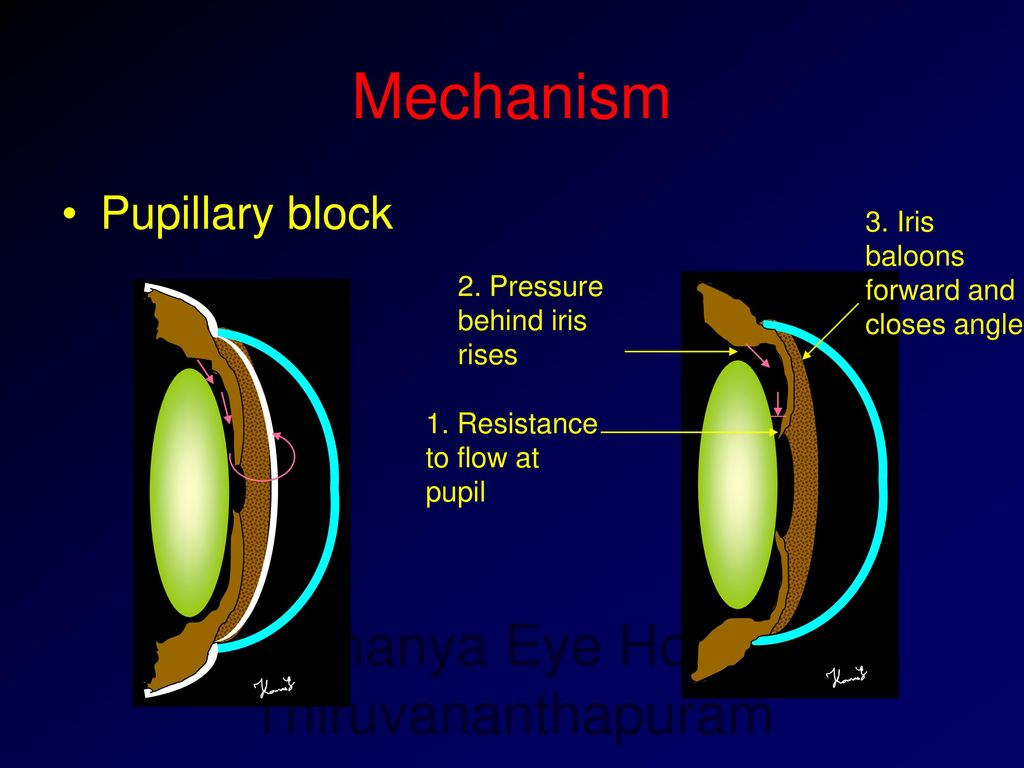 Mechanism
• Pupillary block
3. Iris
baloons
forward and
closes angle
2. Pressure
behind iris
rises
1. Resistance
to flow at
pupil
Eye
Thiruvananthapuram